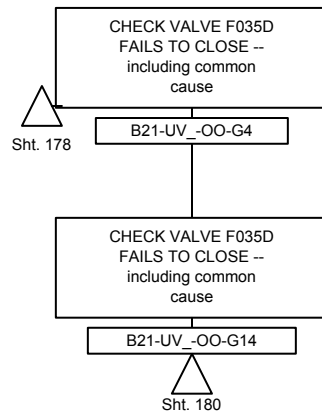 CHECK VALVE F035D
FAILS TO CLOSE --
including common
cause
B21-UV_-OO-G4
Sht. 178
CHECK VALVE F035D
FAILS TO CLOSE --
including common
cause
B21-UV_-OO-G14
Sht. 180